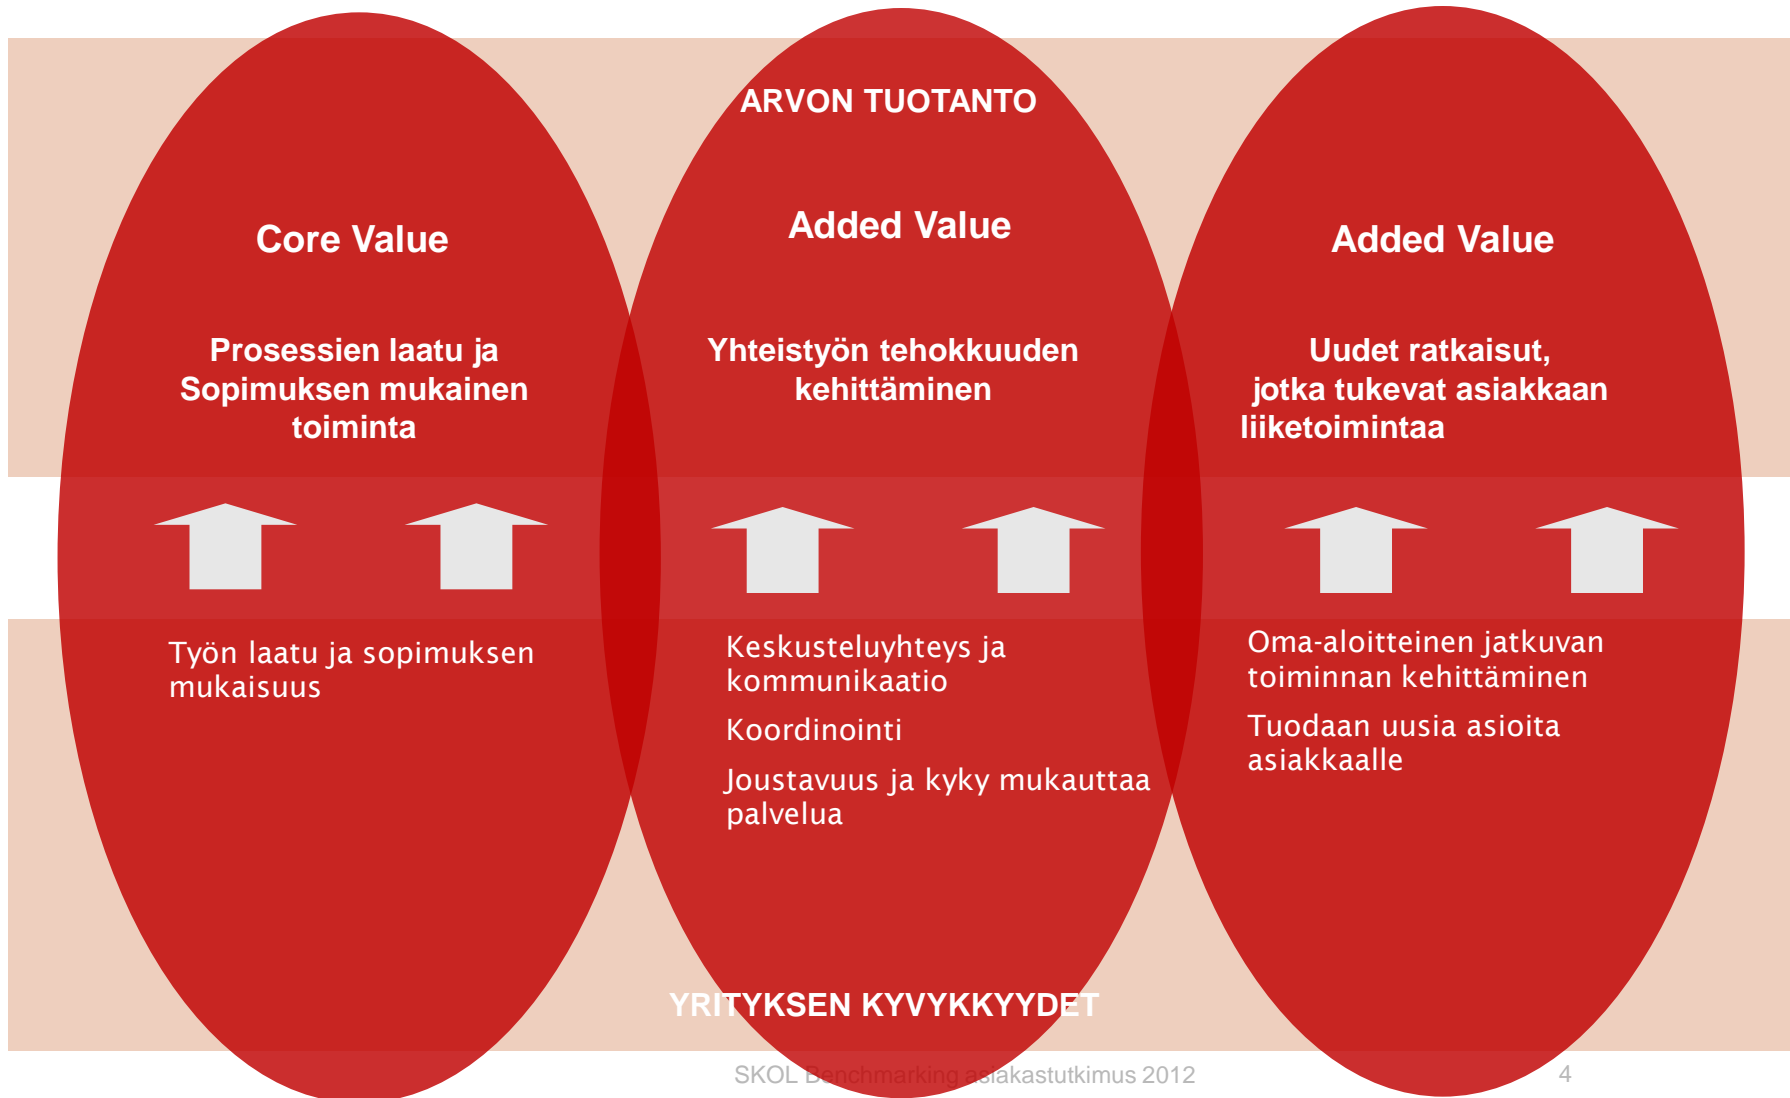 ARVON TUOTANTO
Core Value
Prosessien laatu ja
Sopimuksen mukainen
toiminta
Added Value
Yhteistyön tehokkuuden
kehittäminen
Added Value
Uudet ratkaisut,
jotka tukevat asiakkaan
liiketoimintaa
Työn laatu ja sopimuksen
mukaisuus
Keskusteluyhteys ja
kommunikaatio
Koordinointi
Joustavuus ja kyky mukauttaa
palvelua
Oma-aloitteinen jatkuvan
toiminnan kehittäminen
Tuodaan uusia asioita
asiakkaalle
YRITYKSEN KYVYKKYYDET
SKOL Benchmarking asiakastutkimus 2012
4